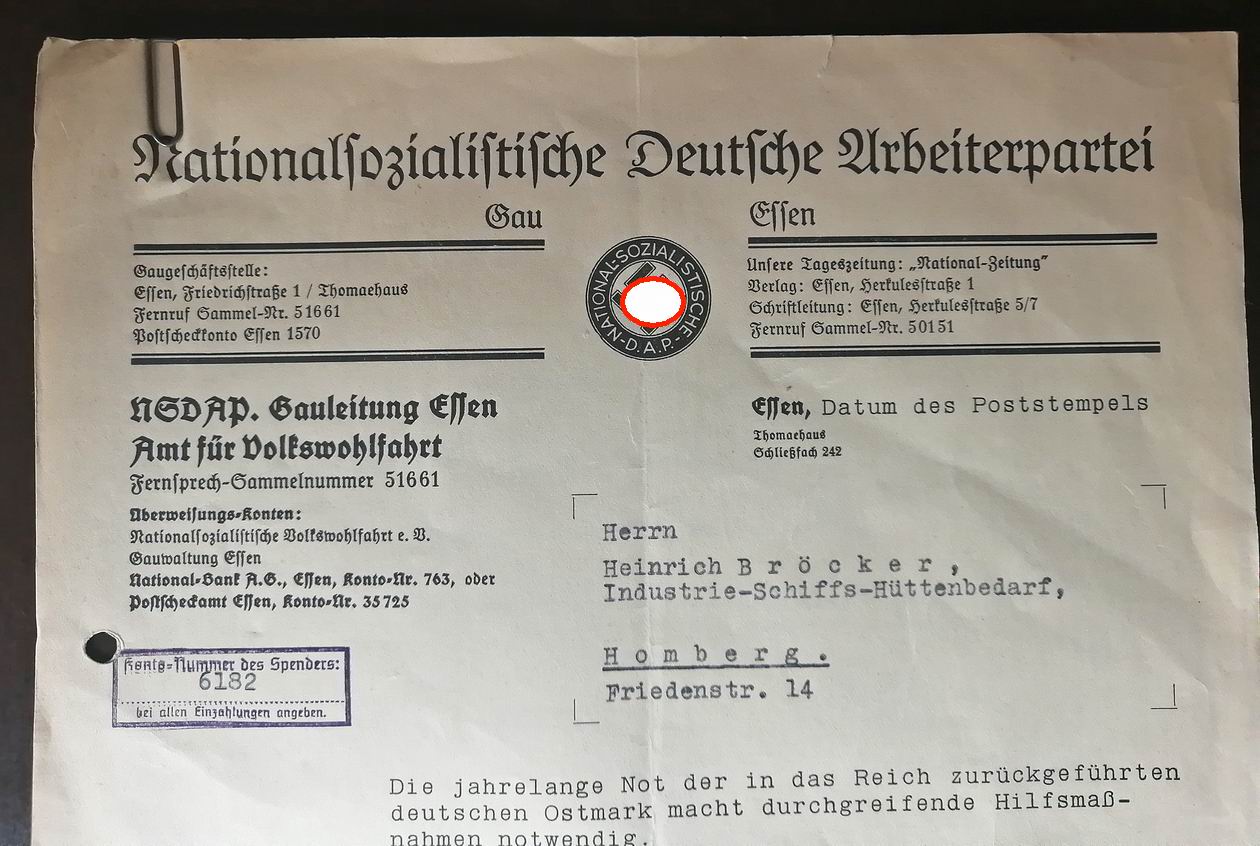 Nationalsozialistische Deutsche Arbeiterpartei
Gau Essen
Gaugeschäftsstelle:
Essen, Friedrichstraße 1 / Thomaehaus
Fernruf Sammel-Nr. 51661
Postscheckkonto Essen 1570
NATIONAL-SOZIALISTISCHE
D.A.P.
Unsere Tageszeitung: „National-Zeitung"
Verlag: Essen, Herkulesstraße 1
Schriftleitung: Essen, Herkulesstraße 5/7
Fernruf Sammel-Nr. 50151
NSDAP. Gauleitung Essen
Amt für Volkswohlfahrt
Fernsprech-Sammelnummer 51661
Überweisungs-Konten:
Nationalsozialistische Volkswohlfahrt e. V.
Gauwaltung Essen
National-Bank A.G., Essen, Konto-Nr. 763, oder
Postscheckamt Essen, Konto-Nr. 35725
Essen, Datum des Poststempels
Thomaehaus
Schließfach 242
Herrn
Heinrich B r ö c k e r ,
Industrie-Schiffs-Hüttenbedarf,
H o m b e r g .
Friedenstr. 14
Konto-Nummer des Spenders:
6182
bei allen Einzahlungen angeben.
Die jahrelange Not der in das Reich zurückgeführten
deutschen Ostmark macht durchgreifende Hilfsmaß-
nahmen notwendig.